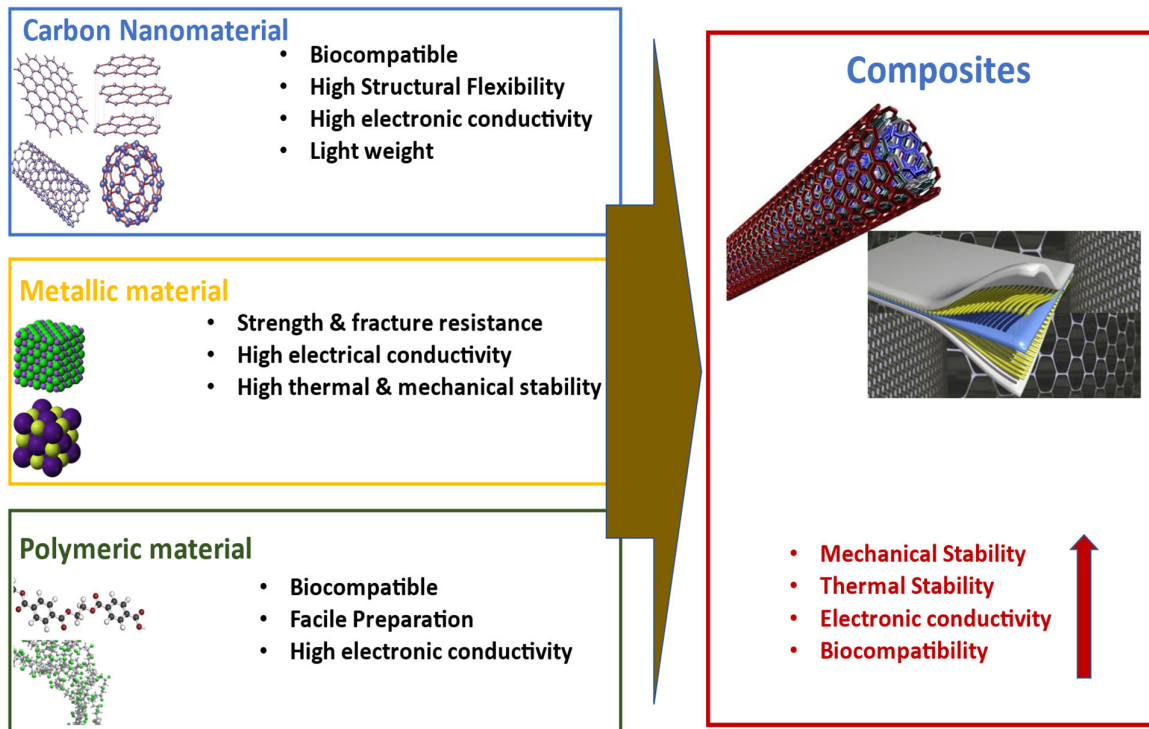 Carbon Nanomaterial
• Biocompatible
• High Structural Flexibility
• High electronic conductivity
• Light weight
Metallic material
• Strength & fracture resistance
• High electrical conductivity
• High thermal & mechanical stability
Polymeric material
• Biocompatible
• Facile Preparation
• High electronic conductivity
Composites
• Mechanical Stability
• Thermal Stability
• Electronic conductivity
• Biocompatibility